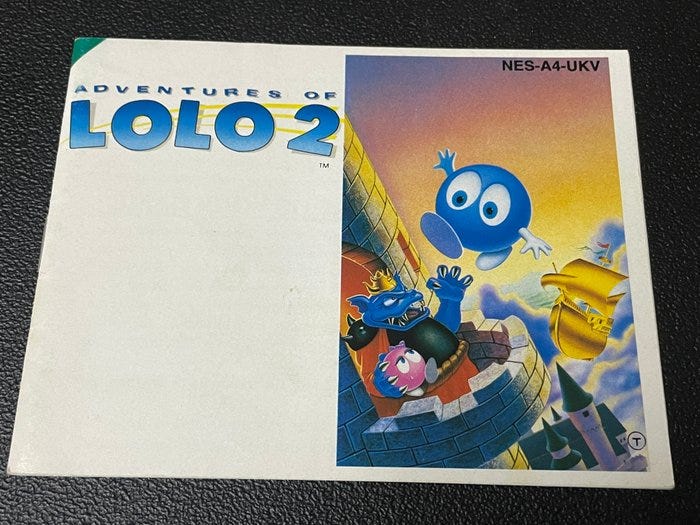 ADVENTURES OF
LOLO 2
TM
NES-A4-UKV
T